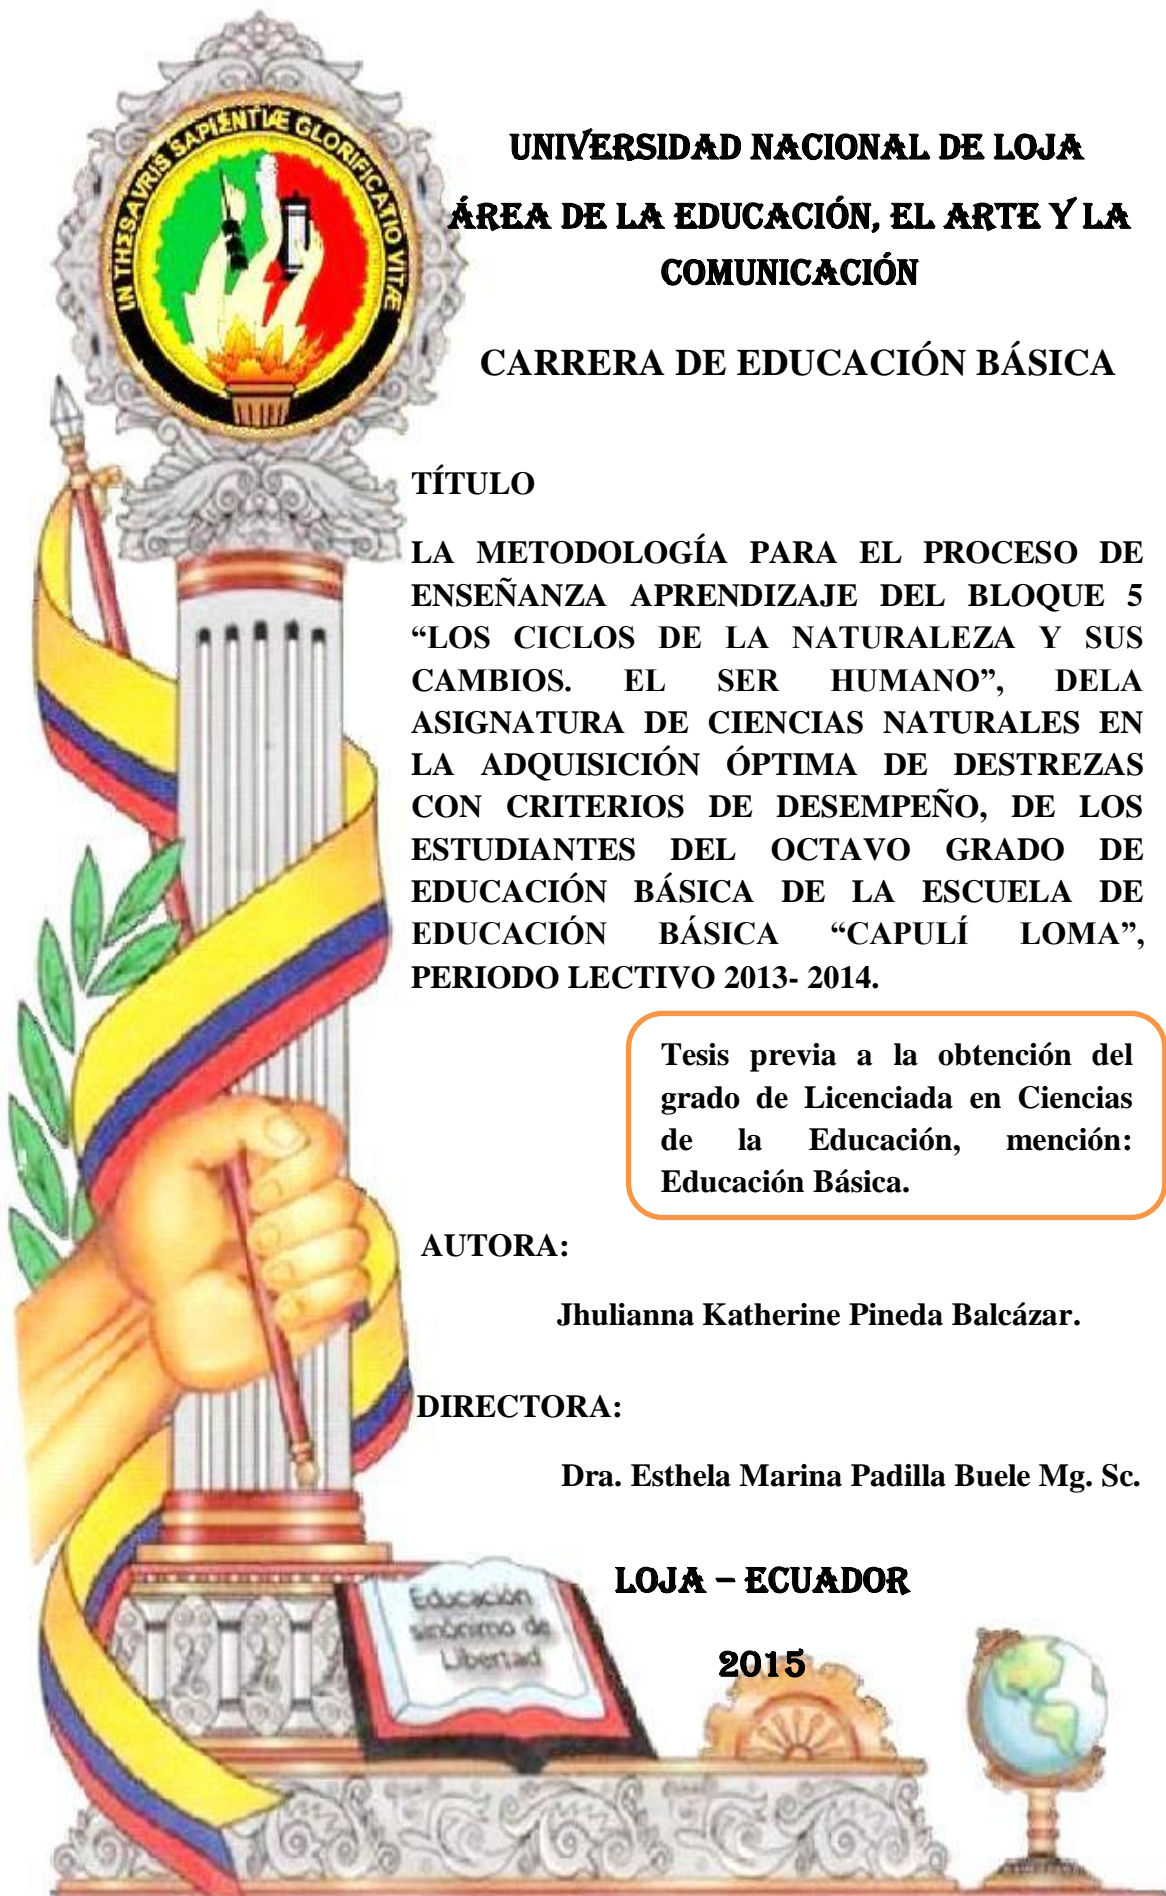 IN THESAVRIS SAPIENTIÆ GLORIFICATIO VITÆ
UNIVERSIDAD NACIONAL DE LOJA
ÁREA DE LA EDUCACIÓN, EL ARTE Y LA
COMUNICACIÓN
CARRERA DE EDUCACIÓN BÁSICA
TÍTULO
LA METODOLOGÍA PARA EL PROCESO DE
ENSEÑANZA APRENDIZAJE DEL BLOQUE 5
“LOS CICLOS DE LA NATURALEZA Y SUS
CAMBIOS. EL SER HUMANO”, DELA
ASIGNATURA DE CIENCIAS NATURALES EN
LA ADQUISICIÓN ÓPTIMA DE DESTREZAS
CON CRITERIOS DE DESEMPEÑO, DE LOS
ESTUDIANTES DEL OCTAVO GRADO DE
EDUCACIÓN BÁSICA DE LA ESCUELA DE
EDUCACIÓN BÁSICA “CAPULÍ LOMA”,
PERIODO LECTIVO 2013- 2014.
Tesis previa a la obtención del
grado de Licenciada en Ciencias
de la Educación, mención:
Educación Básica.
AUTORA:
Jhulianna Katherine Pineda Balcázar.
DIRECTORA:
Dra. Esthela Marina Padilla Buele Mg. Sc.
LOJA – ECUADOR
Educación
sinónimo de
Libertad
2015